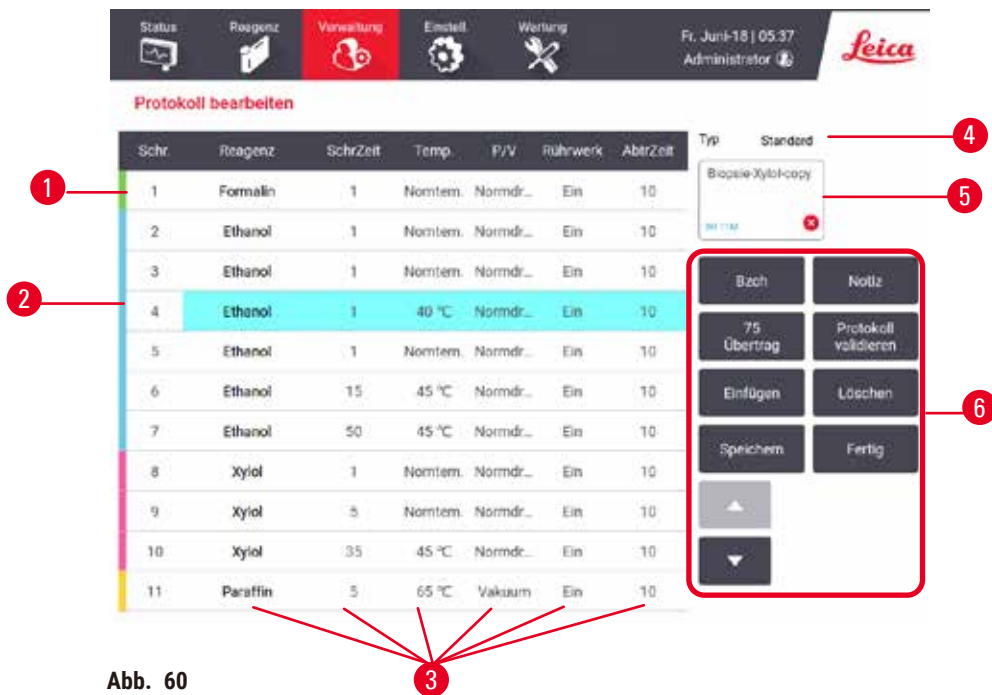 Status Reagenz Verwaltung Einstell. Wartung
Fr. Juni-18 | 05:37
Administrator
Leica
Protokoll bearbeiten
Schr. Reagenz SchrZeit Temp. P/V Rührwerk AbtrZeit
1 Formalin 1 Nomtem. Normdr... Ein 10
2 Ethanol 1 Nomtem. Normdr... Ein 10
3 Ethanol 1 Nomtem. Normdr... Ein 10
4 Ethanol 1 40 °C Normdr... Ein 10
5 Ethanol 1 Nomtem. Normdr... Ein 10
6 Ethanol 15 45 °C Normdr... Ein 10
7 Ethanol 50 45 °C Normdr... Ein 10
8 Xylol 1 Nomtem. Normdr... Ein 10
9 Xylol 5 Nomtem. Normdr... Ein 10
10 Xylol 35 45 °C Normdr... Ein 10
11 Paraffin 5 65 °C Vakuum Ein 10
Typ Standard
Biopsie-Xylol-copy
Bzch Notiz
75
Übertrag
Protokoll
validieren
Einfügen Löschen
Speichern Fertig
1
2
3
4
5
6
Abb. 60